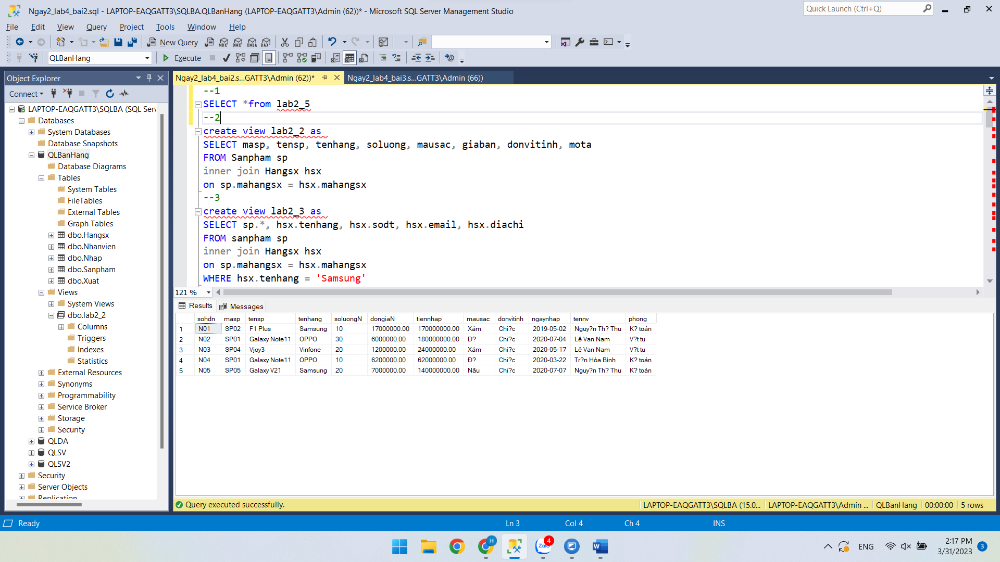 Ngay2_lab4_bai2.sql - LAPTOP-EAQGATT3\SQLBA.QLBanHang (LAPTOP-EAQGATT3\Admin (62))* - Microsoft SQL Server Management Studio
Quick Launch (Ctrl+Q)
File Edit View Query Project Tools Window Help
New Query MDX DMX XMLA DAX
QLBanHang Execute
Object Explorer
Connect
LAPTOP-EAQGATT3\SQLBA (SQL Serv
Databases
System Databases
Database Snapshots
QLBanHang
Database Diagrams
Tables
System Tables
FileTables
External Tables
Graph Tables
dbo.Hangsx
dbo.Nhanvien
dbo.Nhap
dbo.Sanpham
dbo.Xuat
Views
System Views
dbo.lab2_2
Columns
Triggers
Indexes
Statistics
External Resources
Synonyms
Programmability
Service Broker
Storage
Security
QLDA
QLSV
QLSV2
Security
Server Objects
Replication
Ngay2_lab4_bai2.s...GATT3\Admin (62))* Ngay2_lab4_bai3.s...GATT3\Admin (66))
--1
SELECT *from lab2_5
--2
create view lab2_2 as
SELECT masp, tensp, tenhang, soluong, mausac, giaban, donvitinh, mota
FROM Sanpham sp
inner join Hangsx hsx
on sp.mahangsx = hsx.mahangsx
--3
create view lab2_3 as
SELECT sp.*, hsx.tenhang, hsx.sodt, hsx.email, hsx.diachi
FROM sanpham sp
inner join Hangsx hsx
on sp.mahangsx = hsx.mahangsx
WHERE hsx.tenhang = 'Samsung'
121 %
Results Messages
sohdn masp tensp tenhang soluongN dongiaN tiennhap mausac donvitinh ngaynhap tennv phong
1 N01 SP02 F1 Plus Samsung 10 17000000.00 170000000.00 Xám Chi?c 2019-05-02 Nguy?n Th? Thu K? toán
2 N02 SP01 Galaxy Note11 OPPO 30 6000000.00 180000000.00 Đ? Chi?c 2020-07-04 Lê Van Nam V?t tu
3 N03 SP04 Vjoy3 Vinfone 20 1200000.00 24000000.00 Xám Chi?c 2020-05-17 Lê Van Nam V?t tu
4 N04 SP01 Galaxy Note11 OPPO 10 6200000.00 62000000.00 Đ? Chi?c 2020-03-22 Tr?n Hòa Bình K? toán
5 N05 SP05 Galaxy V21 Samsung 20 7000000.00 140000000.00 Nâu Chi?c 2020-07-07 Nguy?n Th? Thu K? toán
Query executed successfully. LAPTOP-EAQGATT3\SQLBA (15.0... LAPTOP-EAQGATT3\Admin ... QLBanHang 00:00:00 5 rows
Ready Ln 3 Col 4 Ch 4 INS
H Zalo 4 W ENG 2:17 PM
3/31/2023 3